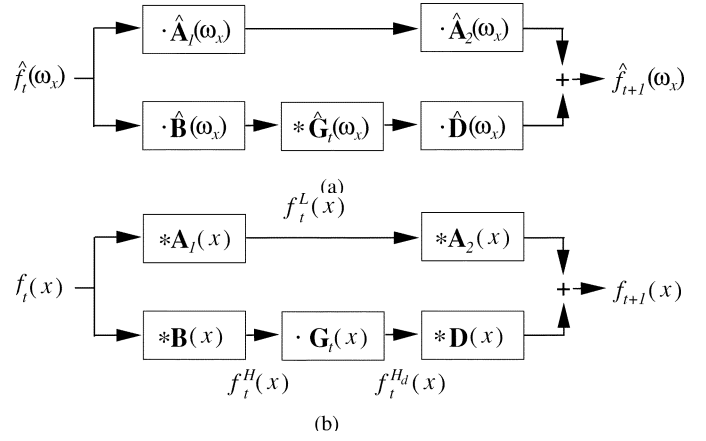 · Â₁(ωₓ) · Â₂(ωₓ)
f̂ₜ(ωₓ) + f̂ₜ₊₁(ωₓ)
· B̂(ωₓ) * Ĝₜ(ωₓ) · D̂(ωₓ)
(a)
fₜᴸ(x)
*A₁(x) *A₂(x)
fₜ(x) + fₜ₊₁(x)
*B(x) · Gₜ(x) *D(x)
fₜᴴ(x) fₜᴴᵈ(x)
(b)